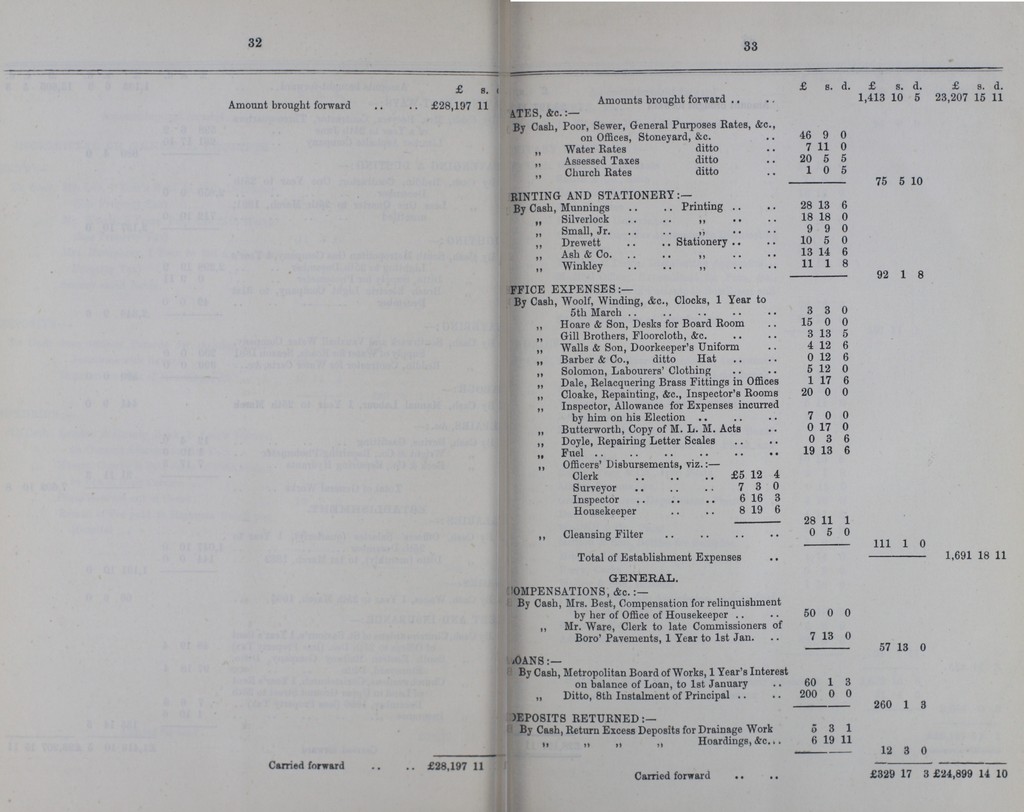 32
£ s.
Amount brought forward .. .. £28,197 11
Carried forward .. .. £28,197 11
33
£ s. d. £ s. d. £ s. d.
Amounts brought forward .. .. 1,413 10 5 23,207 15 11
ATES, &c.:—
By Cash, Poor, Sewer, General Purposes Rates, &c.,
on Offices, Stoneyard, &c. .. 46 9 0
„ Water Rates ditto .. 7 11 0
„ Assessed Taxes ditto .. 20 5 5
„ Church Rates ditto .. 1 0 5
75 5 10
RINTING AND STATIONERY:—
By Cash, Munnings .. .. Printing .. .. 28 13 6
„ Silverlock .. .. „ .. .. 18 18 0
„ Small, Jr. .. .. „ .. .. 9 9 0
„ Drewett .. .. Stationery .. .. 10 5 0
„ Ash & Co. .. .. „ .. .. 13 14 6
„ Winkley .. .. „ .. .. 11 1 8
92 1 8
FFICE EXPENSES:—
By Cash, Woolf, Winding, &c., Clocks, 1 Year to
5th March .. .. .. .. .. 3 3 0
„ Hoare & Son, Desks for Board Room .. 15 0 0
„ Gill Brothers, Floorcloth, &c. .. .. 3 13 5
„ Walls & Son, Doorkeeper's Uniform .. 4 12 6
„ Barber & Co., ditto Hat .. .. 0 12 6
„ Solomon, Labourers' Clothing .. .. 5 12 0
„ Dale, Relacquering Brass Fittings in Offices 1 17 6
„ Cloake, Repainting, &c., Inspector's Rooms 20 0 0
„ Inspector, Allowance for Expenses incurred
by him on his Election .. .. .. 7 0 0
„ Butterworth, Copy of M. L. M. Acts .. 0 17 0
„ Doyle, Repairing Letter Scales .. .. 0 3 6
„ Fuel .. .. .. .. .. .. 19 13 6
„ Officers' Disbursements, viz.:—
Clerk .. .. .. £5 12 4
Surveyor .. .. .. 7 3 0
Inspector .. .. .. 6 16 3
Housekeeper .. .. 8 19 6
28 11 1
„ Cleansing Filter .. .. .. .. 0 5 0
111 1 0
Total of Establishment Expenses .. 1,691 18 11
GENERAL.
OMPENSATIONS, &c.:—
By Cash, Mrs. Best, Compensation for relinquishment
by her of Office of Housekeeper .. .. 50 0 0
„ Mr. Ware, Clerk to late Commissioners of
Boro' Pavements, 1 Year to 1st Jan. .. 7 13 0
57 13 0
OANS:—
By Cash, Metropolitan Board of Works, 1 Year's Interest
on balance of Loan, to 1st January .. 60 1 3
„ Ditto, 8th Instalment of Principal .. .. 200 0 0
260 1 3
DEPOSITS RETURNED:—
By Cash, Return Excess Deposits for Drainage Work 5 3 1
„ „ „ „ Hoardings, &c... 6 19 11
12 3 0
Carried forward .. .. £329 17 3 £24,899 14 10